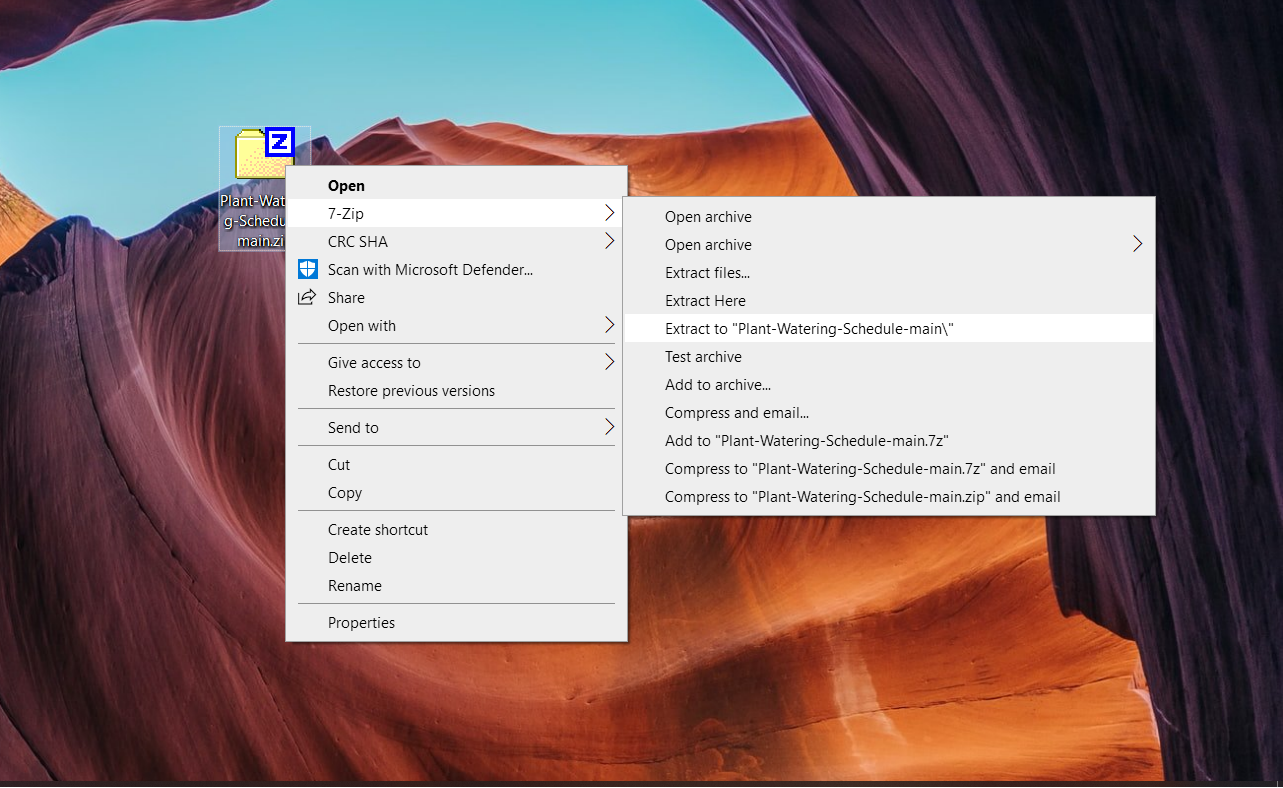 Z
Plant-Wat
g-Schedu
main.zi
Open
7-Zip
CRC SHA
Scan with Microsoft Defender...
Share
Open with
Give access to
Restore previous versions
Send to
Cut
Copy
Create shortcut
Delete
Rename
Properties
Open archive
Open archive
Extract files...
Extract Here
Extract to "Plant-Watering-Schedule-main\"
Test archive
Add to archive...
Compress and email...
Add to "Plant-Watering-Schedule-main.7z"
Compress to "Plant-Watering-Schedule-main.7z" and email
Compress to "Plant-Watering-Schedule-main.zip" and email